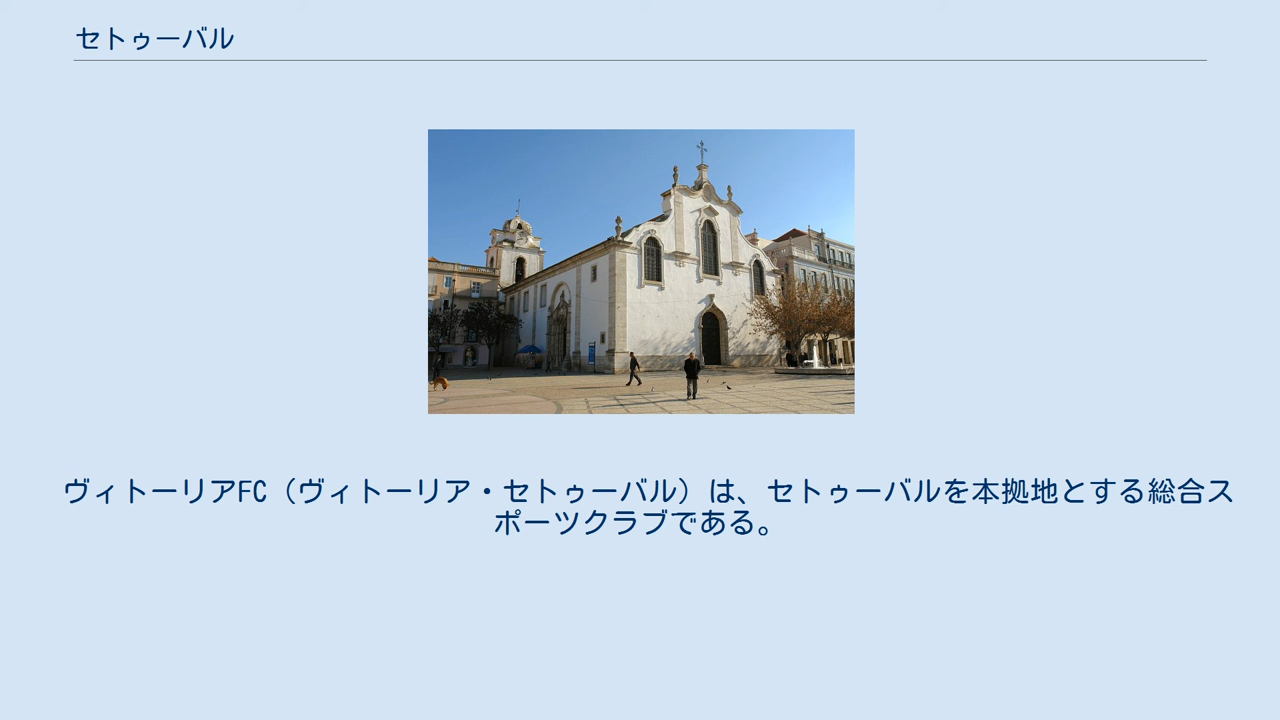 セトゥーバル
ヴィトーリアFC（ヴィトーリア・セトゥーバル）は、セトゥーバルを本拠地とする総合ス
ポーツクラブである。